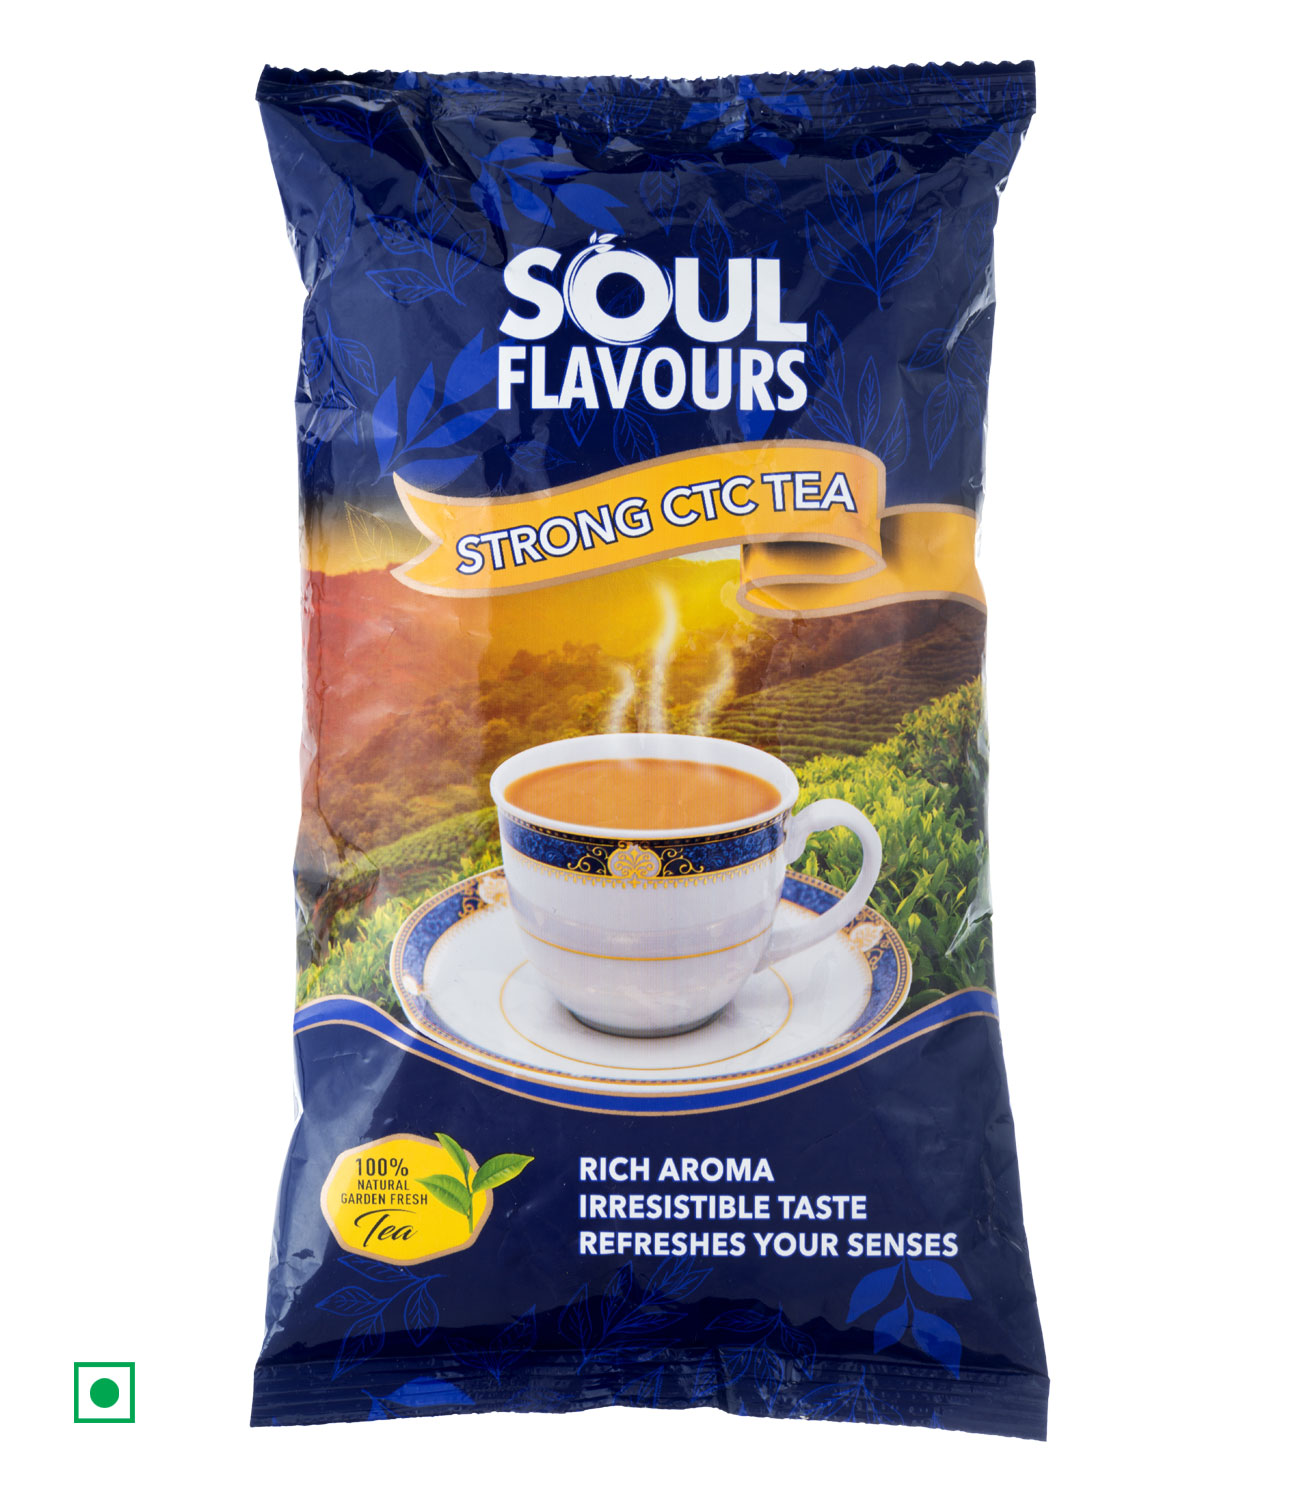 SOUL
FLAVOURS
STRONG CTC TEA
100%
NATURAL
GARDEN FRESH
Tea
RICH AROMA
IRRESISTIBLE TASTE
REFRESHES YOUR SENSES